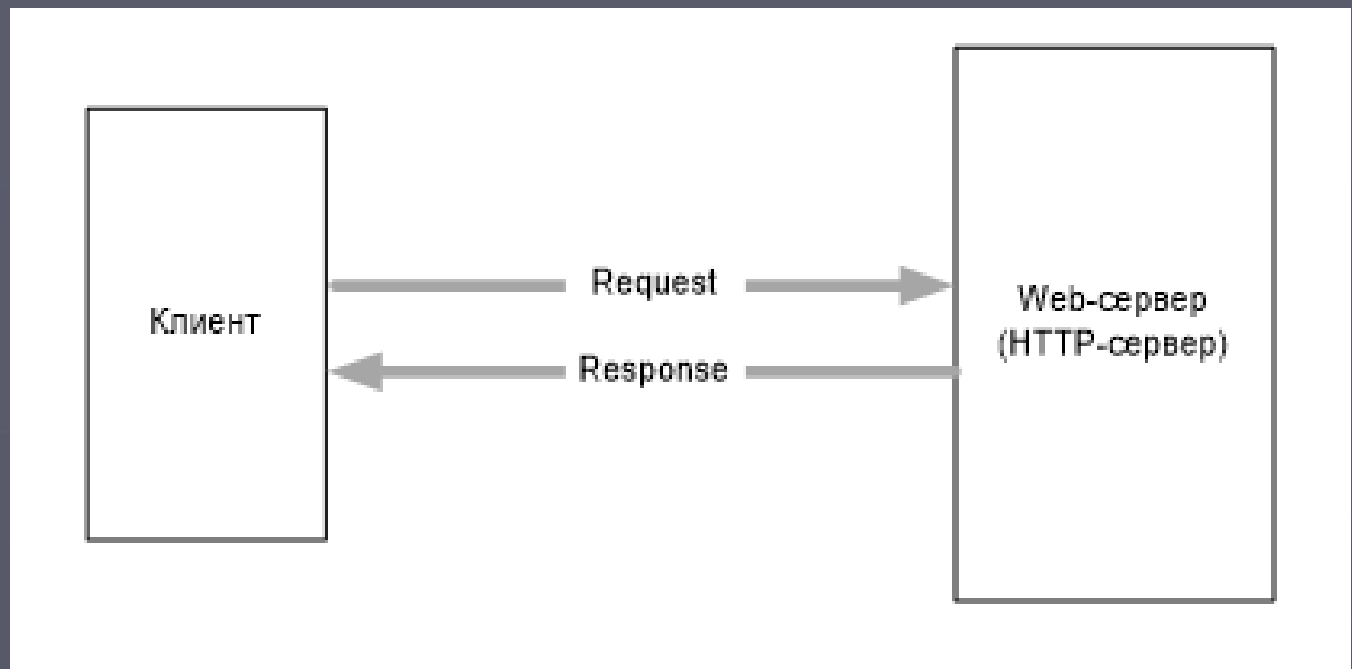 Клиент
Request
Response
Web-сервер
(HTTP-сервер)